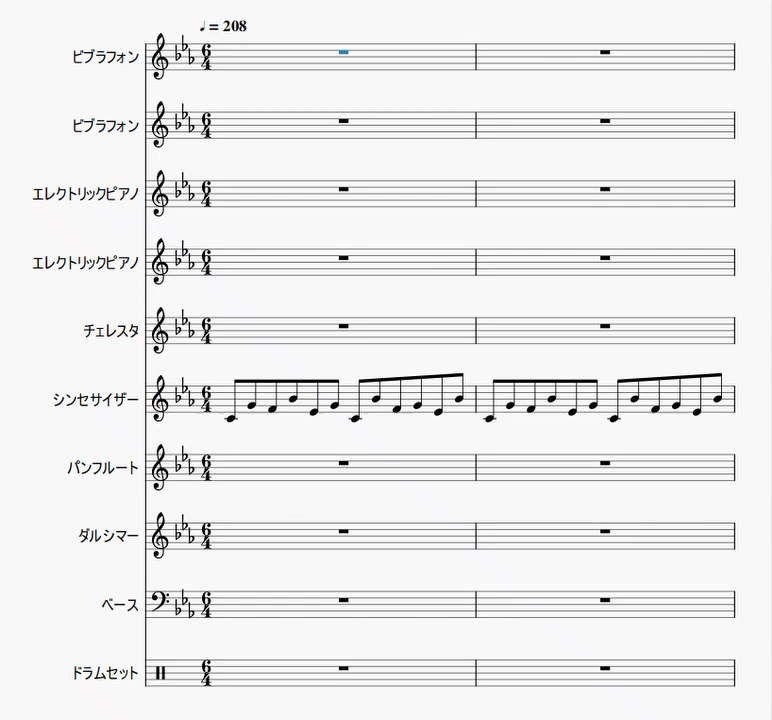 ♩ = 208
ビブラフォン
ビブラフォン
エレクトリックピアノ
エレクトリックピアノ
チェレスタ
シンセサイザー
パンフルート
ダルシマー
ベース
ドラムセット